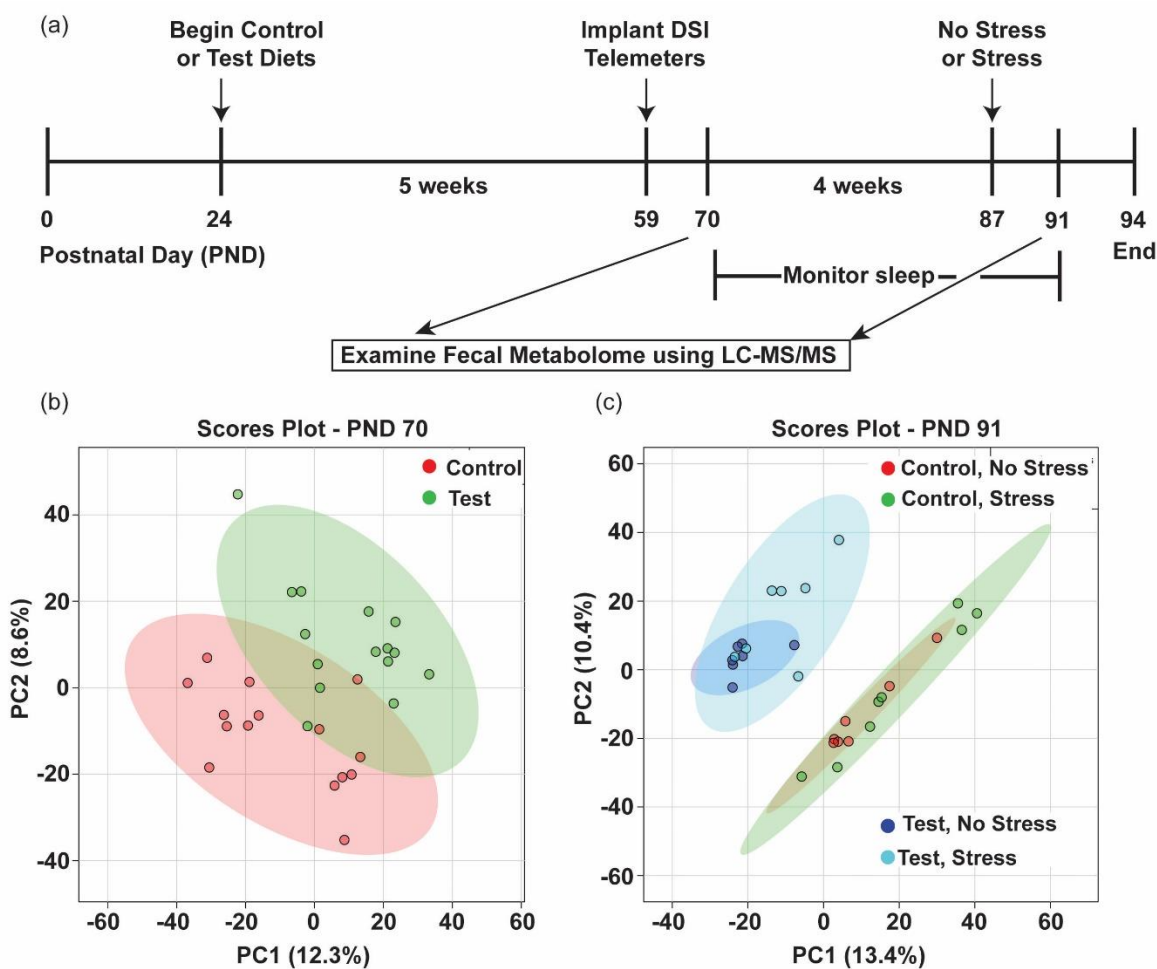 (a)
Begin Control
or Test Diets
Implant DSI
Telemeters
No Stress
or Stress
5 weeks
4 weeks
0
24
59
70
87
91
94
Postnatal Day (PND)
End
Monitor sleep
Examine Fecal Metabolome using LC-MS/MS
(b)
Scores Plot - PND 70
Control
Test
40
20
0
-20
-40
PC2 (8.6%)
-60
-40
-20
0
20
40
60
PC1 (12.3%)
(c)
Scores Plot - PND 91
Control, No Stress
Control, Stress
Test, No Stress
Test, Stress
60
40
20
0
-20
-40
-60
PC2 (10.4%)
-40
-20
0
20
40
60
PC1 (13.4%)